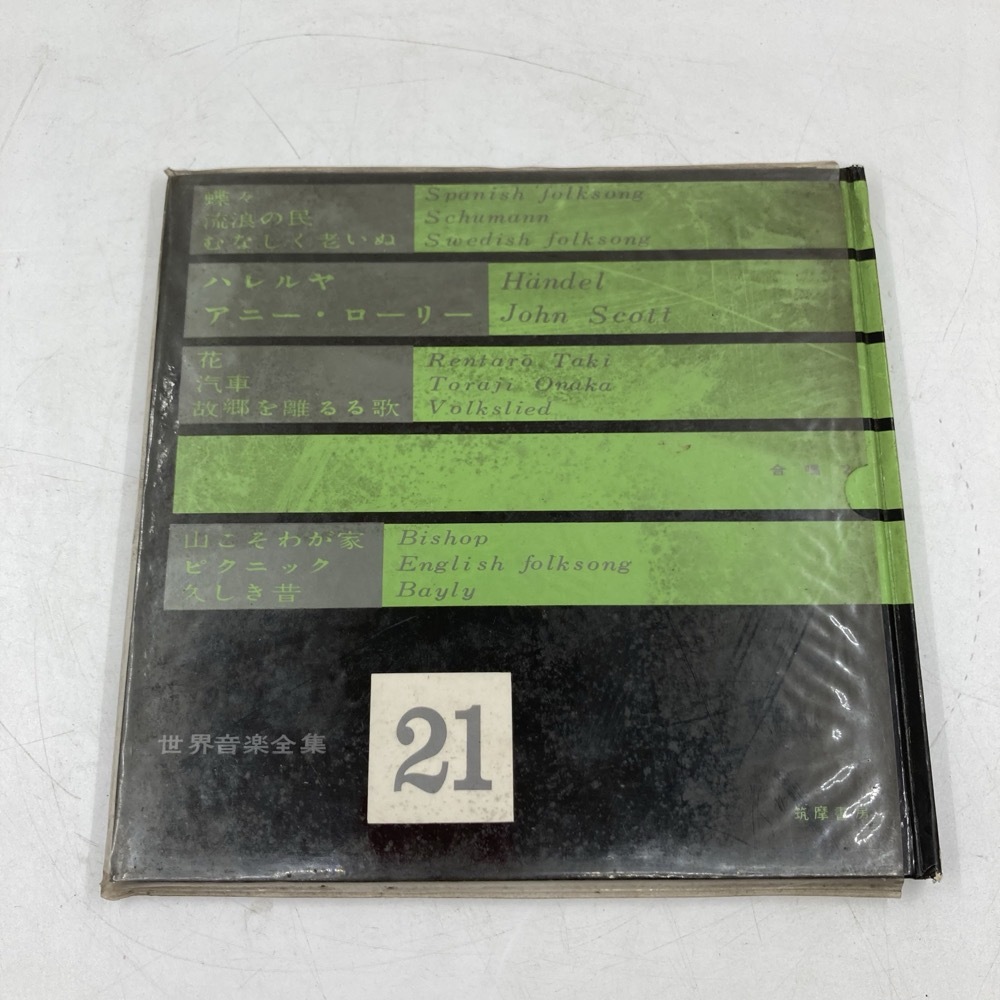 蝶々 Spanish folksong
流浪の民 Schumann
むなしく老いぬ Swedish folksong
ハレルヤ Händel
アニー・ローリー John Scott
花 Rentarō Taki
汽車 Toraji Ōnaka
故郷を離るる歌 Volkslied
合唱
山こそわが家 Bishop
ピクニック English folksong
久しき昔 Bayly
世界音楽全集
21
筑摩書房